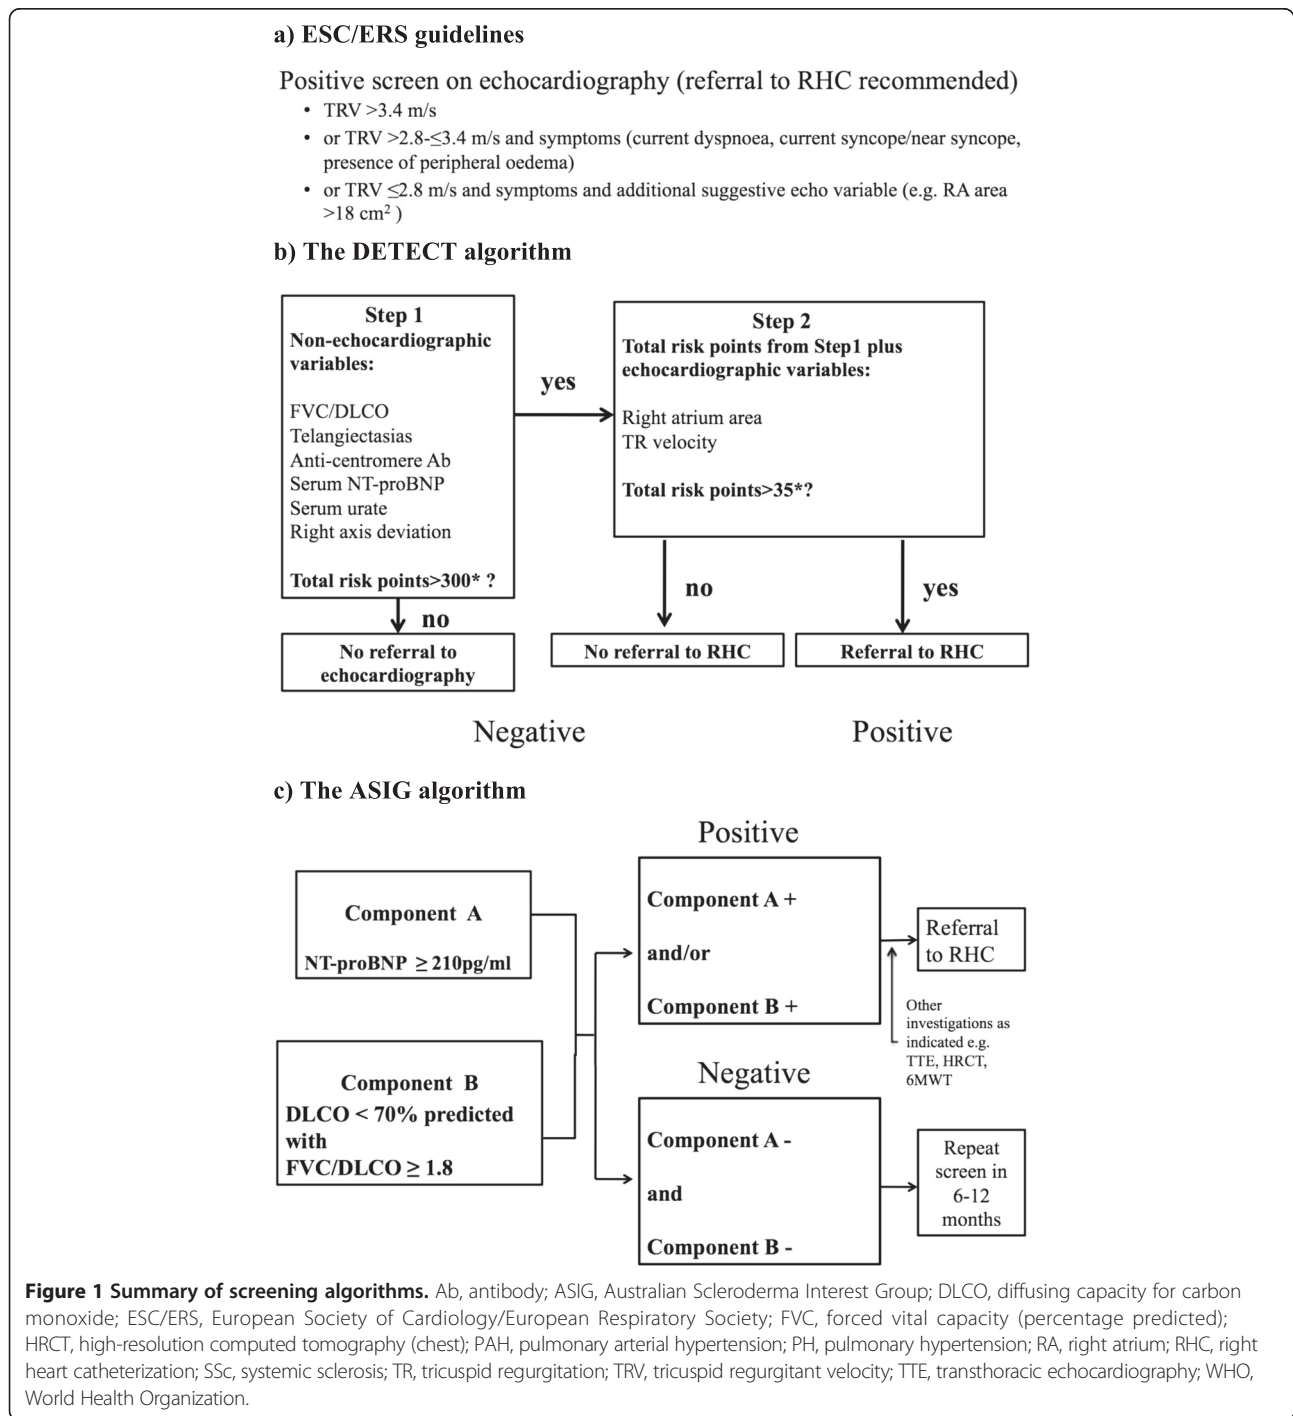 a) ESC/ERS guidelines
Positive screen on echocardiography (referral to RHC recommended)
• TRV >3.4 m/s
• or TRV >2.8-≤3.4 m/s and symptoms (current dyspnoea, current syncope/near syncope,
presence of peripheral oedema)
• or TRV ≤2.8 m/s and symptoms and additional suggestive echo variable (e.g. RA area
>18 cm² )
b) The DETECT algorithm
Step 1
Non-echocardiographic
variables:
FVC/DLCO
Telangiectasias
Anti-centromere Ab
Serum NT-proBNP
Serum urate
Right axis deviation
Total risk points>300* ?
yes
Step 2
Total risk points from Step1 plus
echocardiographic variables:
Right atrium area
TR velocity
Total risk points>35*?
no
no
yes
No referral to
echocardiography
No referral to RHC
Referral to RHC
Negative
Positive
c) The ASIG algorithm
Component A
NT-proBNP ≥ 210pg/ml
Component B
DLCO < 70% predicted
with
FVC/DLCO ≥ 1.8
Positive
Component A +
and/or
Component B +
Referral
to RHC
Other
investigations as
indicated e.g.
TTE, HRCT,
6MWT
Negative
Component A -
and
Component B -
Repeat
screen in
6-12
months
Figure 1 Summary of screening algorithms. Ab, antibody; ASIG, Australian Scleroderma Interest Group; DLCO, diffusing capacity for carbon
monoxide; ESC/ERS, European Society of Cardiology/European Respiratory Society; FVC, forced vital capacity (percentage predicted);
HRCT, high-resolution computed tomography (chest); PAH, pulmonary arterial hypertension; PH, pulmonary hypertension; RA, right atrium; RHC, right
heart catheterization; SSc, systemic sclerosis; TR, tricuspid regurgitation; TRV, tricuspid regurgitant velocity; TTE, transthoracic echocardiography; WHO,
World Health Organization.